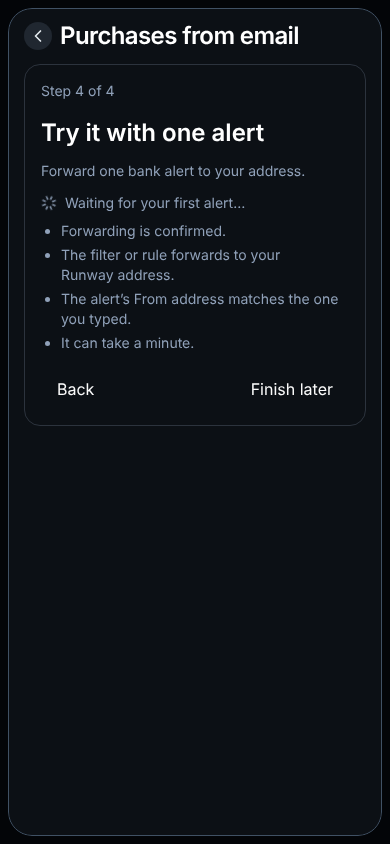 Purchases from email
Step 4 of 4
Try it with one alert
Forward one bank alert to your address.
Waiting for your first alert…
• Forwarding is confirmed.
• The filter or rule forwards to your
Runway address.
• The alert’s From address matches the one
you typed.
• It can take a minute.
Back
Finish later